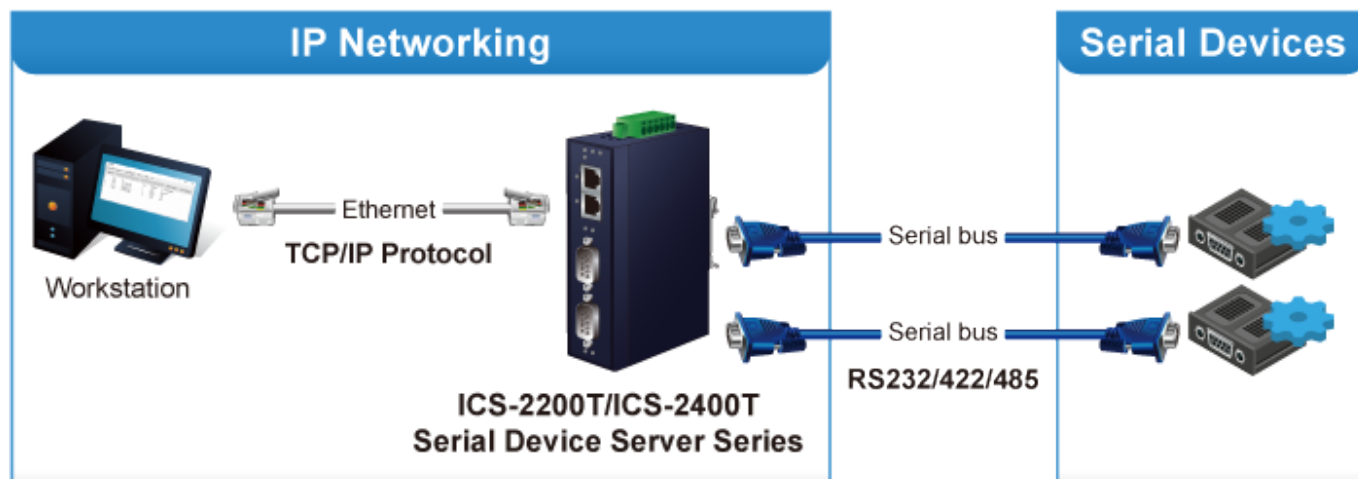 IP Networking
Serial Devices
Ethernet
TCP/IP Protocol
Workstation
Serial bus
Serial bus
RS232/422/485
ICS-2200T/ICS-2400T
Serial Device Server Series